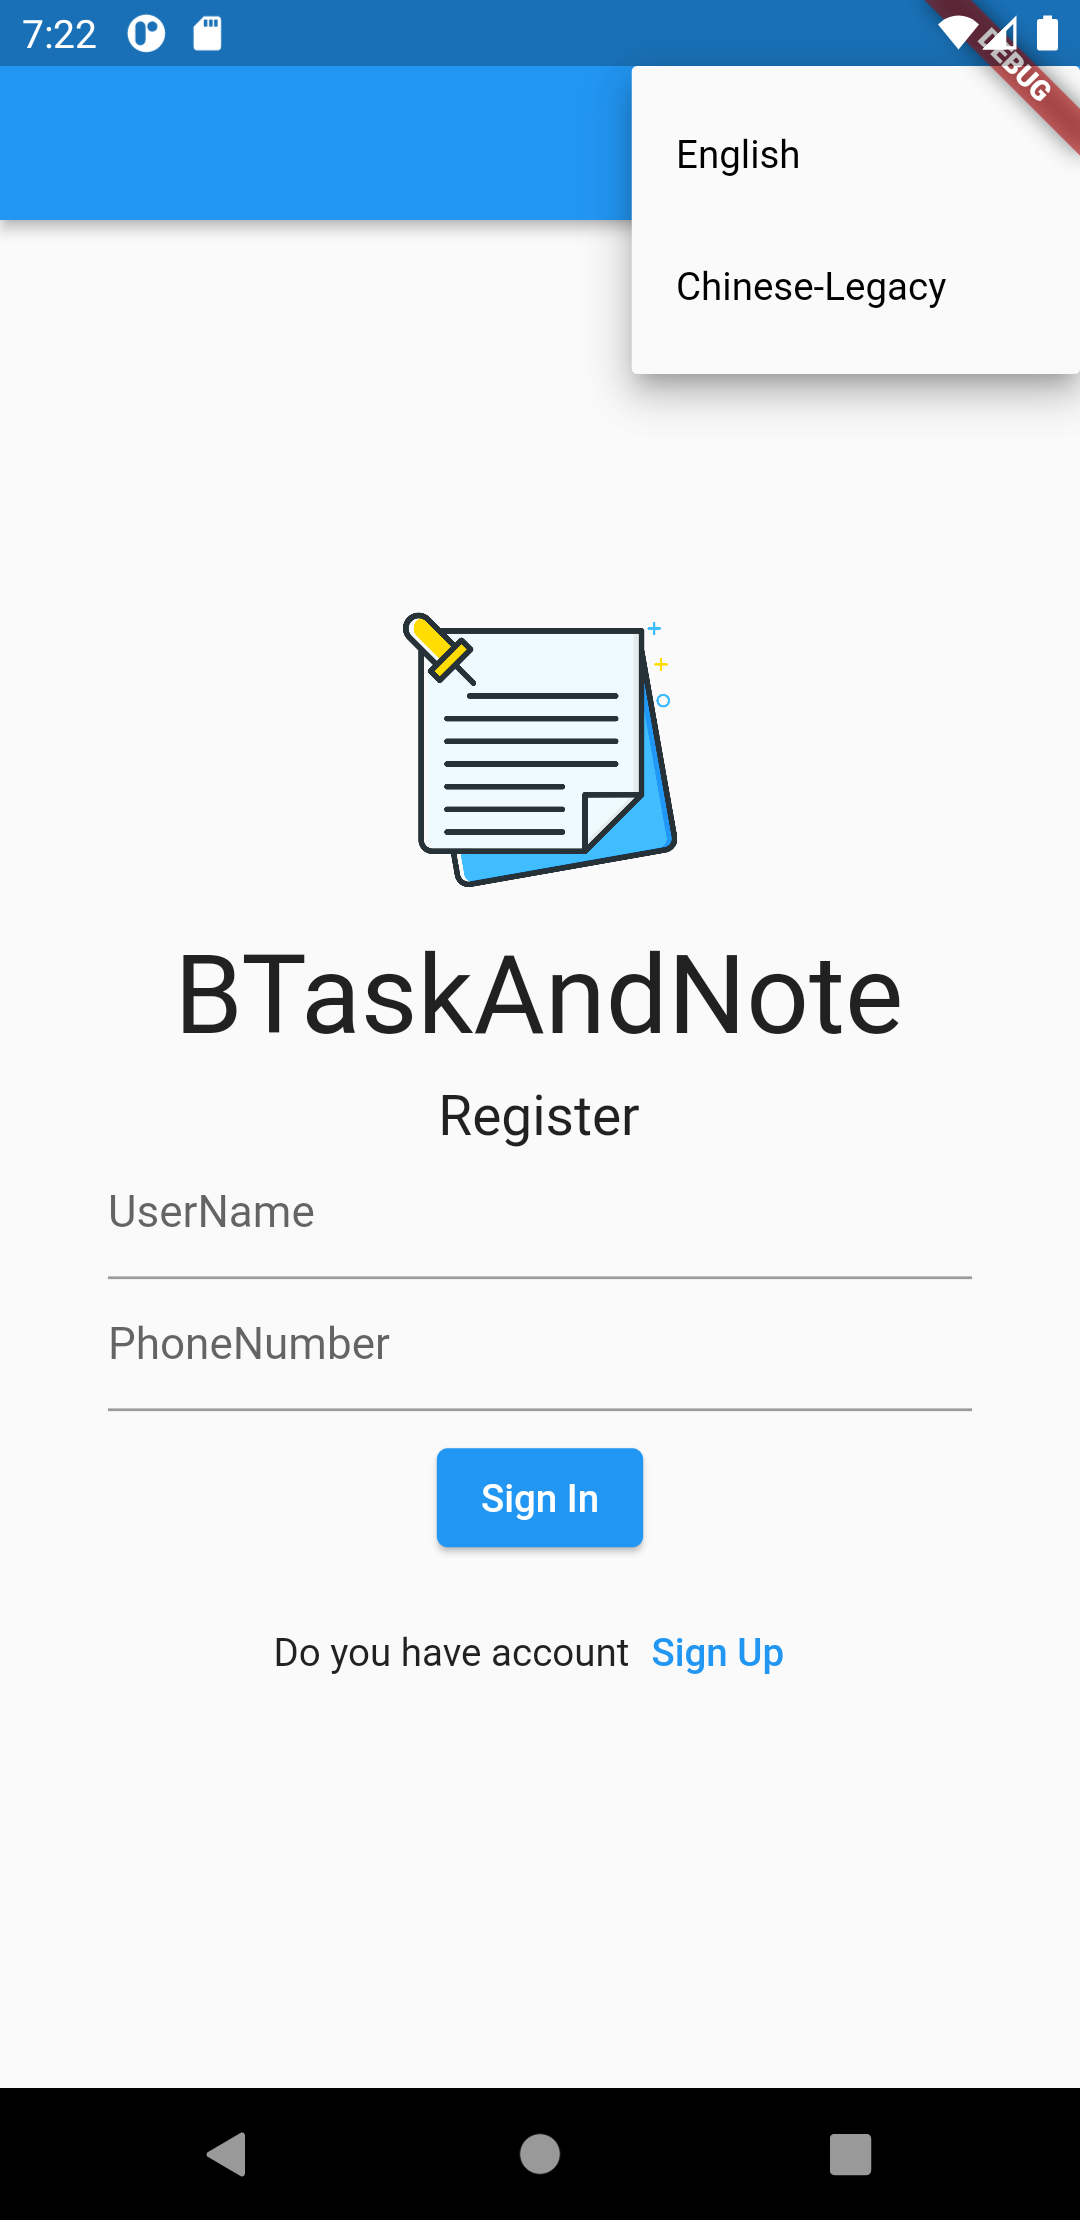 7:22
DEBUG
English
Chinese-Legacy
BTaskAndNote
Register
UserName
PhoneNumber
Sign In
Do you have account Sign Up